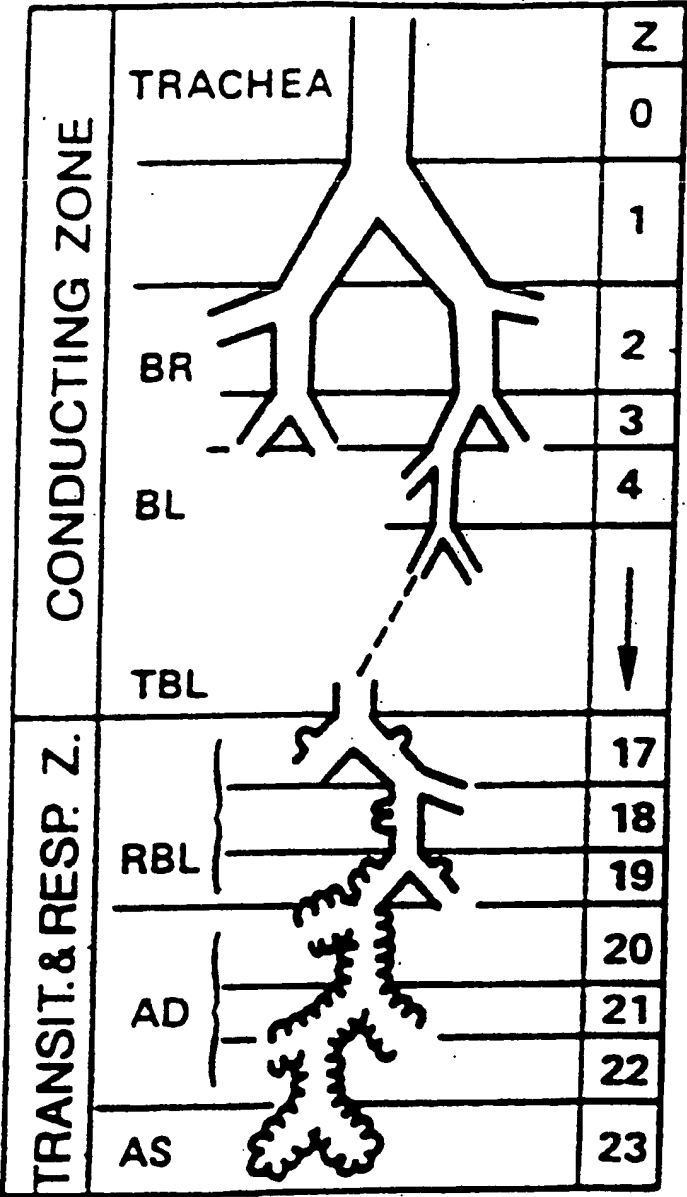 Z
TRACHEA
0
1
BR
2
3
BL
4
TBL
17
18
RBL
19
20
AD
21
22
AS
23
CONDUCTING ZONE
TRANSIT.& RESP. Z.